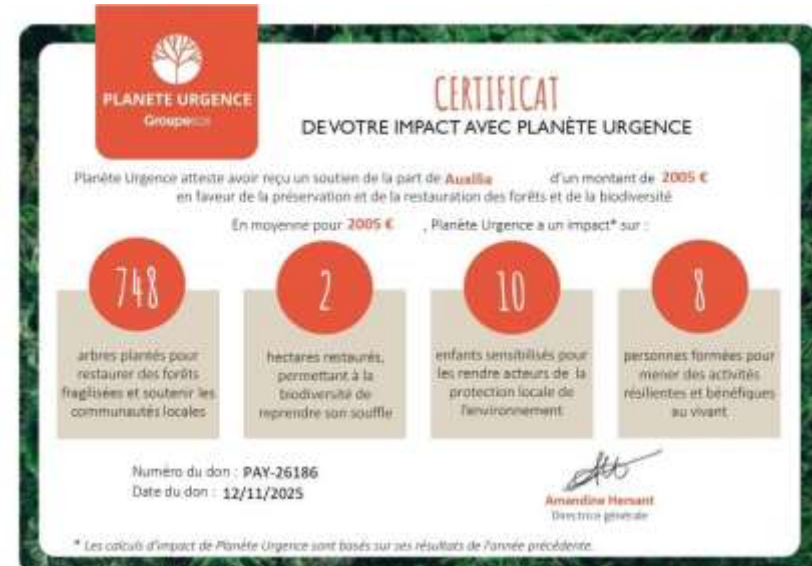 PLANETE URGENCE
Groupe
CERTIFICAT
DE VOTRE IMPACT AVEC PLANÈTE URGENCE
Planète Urgence atteste avoir reçu un soutien de la part de Auxilia d'un montant de 2005 €
en faveur de la préservation et de la restauration des forêts et de la biodiversité
En moyenne pour 2005 € , Planète Urgence a un impact* sur :
748
arbres plantés pour
restaurer des forêts
fragilisées et soutenir les
communautés locales
2
hectares restaurés,
permettant à la
biodiversité de
reprendre son souffle
10
enfants sensibilisés pour
les rendre acteurs de la
protection locale de
l'environnement
8
personnes formées pour
mener des activités
résilientes et bénéfiques
au vivant
Numéro du don : PAY-26186
Date du don : 12/11/2025
Amandine Hersant
Directrice générale
* Les calculs d'impact de Planète Urgence sont basés sur ses résultats de l'année précédente.